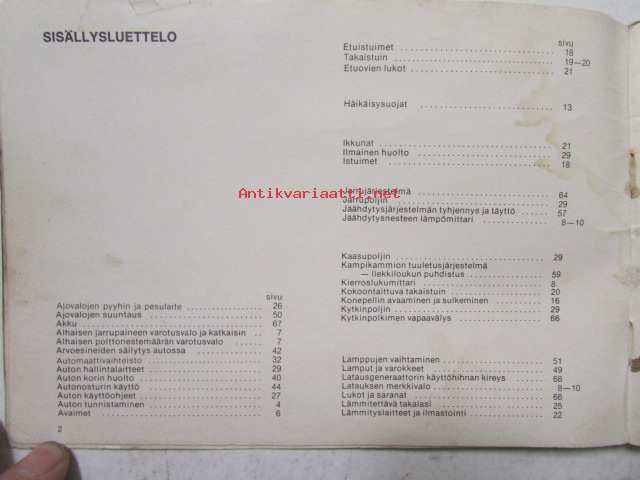 SISÄLLYSLUETTELO
sivu
Ajovalojen pyyhin ja pesulaite 26
Ajovalojen suuntaus 50
Akku 67
Alhaisen jarrupaineen varotusvalo ja katkaisin 7
Alhaisen polttonestemäärän varotusvalo 7
Arvoesineiden säilytys autossa 42
Automaattivaihteisto 32
Auton hallintalaitteet 29
Auton korin huolto 40
Autonosturin käyttö 44
Auton käyttöohjeet 27
Auton tunnistaminen 4
Avaimet 6
2
sivu
Etuistuimet 18
Takaistuin 19—20
Etuovien lukot 21
Häikäisysuojat 13
Ikkunat 21
Ilmainen huolto 29
Istuimet 18
Jarrujärjestelmä 64
Jarrupoljin 29
Jäähdytysjärjestelmän tyhjennys ja täyttö 57
Jäähdytysnesteen lämpömittari 8—10
Kaasupoljin 29
Kampikammion tuuletusjärjestelmä
— liekkiloukun puhdistus 59
Kierroslukumittari 8
Kokoontaittuva takaistuin 20
Konepellin avaaminen ja sulkeminen 16
Kytkinpoljin 29
Kytkinpolkimen vapaavälys 66
Lamppujen vaihtaminen 51
Lamput ja varokkeet 49
Latausgeneraattorin käyttöhihnan kireys 68
Latauksen merkkivalo 8—10
Lukot ja saranat 66
Lämmitettävä takalasi 25
Lämmityslaitteet ja ilmastointi 22
Antikvariaatti.net